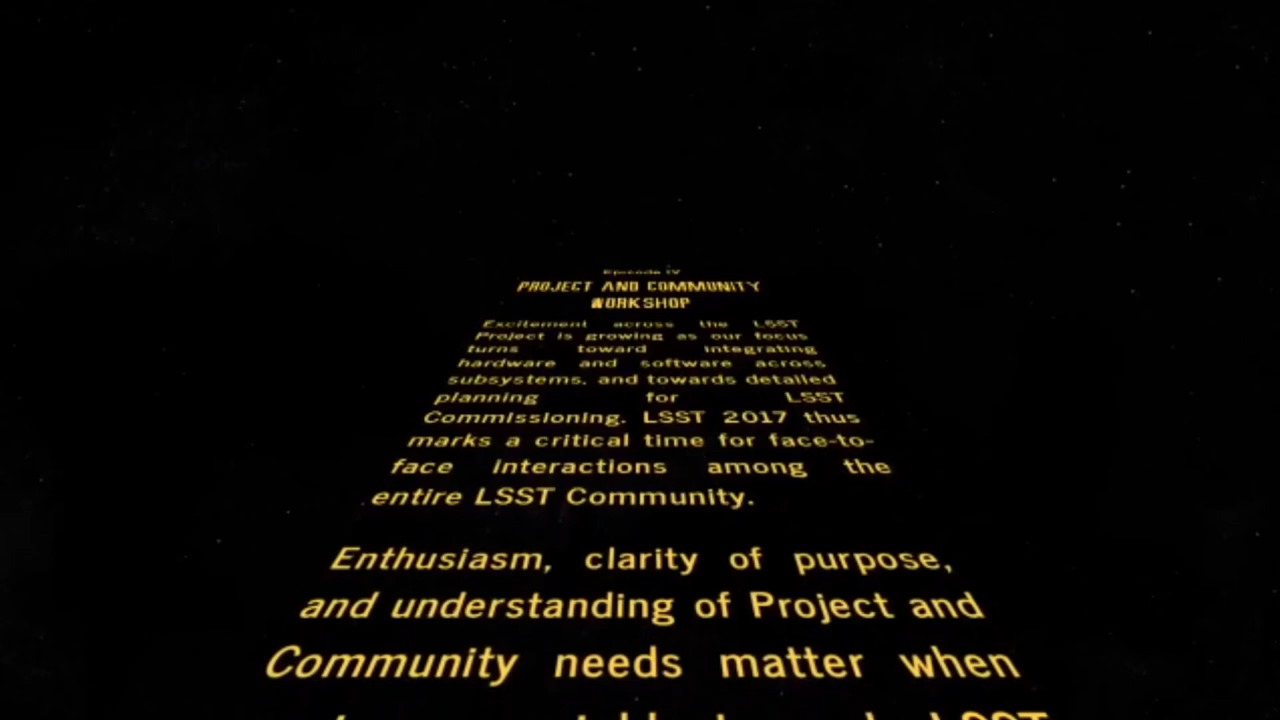 Episode IV
PROJECT AND COMMUNITY
WORKSHOP
Excitement across the LSST
Project is growing as our focus
turns toward integrating
hardware and software across
subsystems, and towards detailed
planning for LSST
Commissioning. LSST 2017 thus
marks a critical time for face-to-
face interactions among the
entire LSST Community.
Enthusiasm, clarity of purpose,
and understanding of Project and
Community needs matter when
LSST